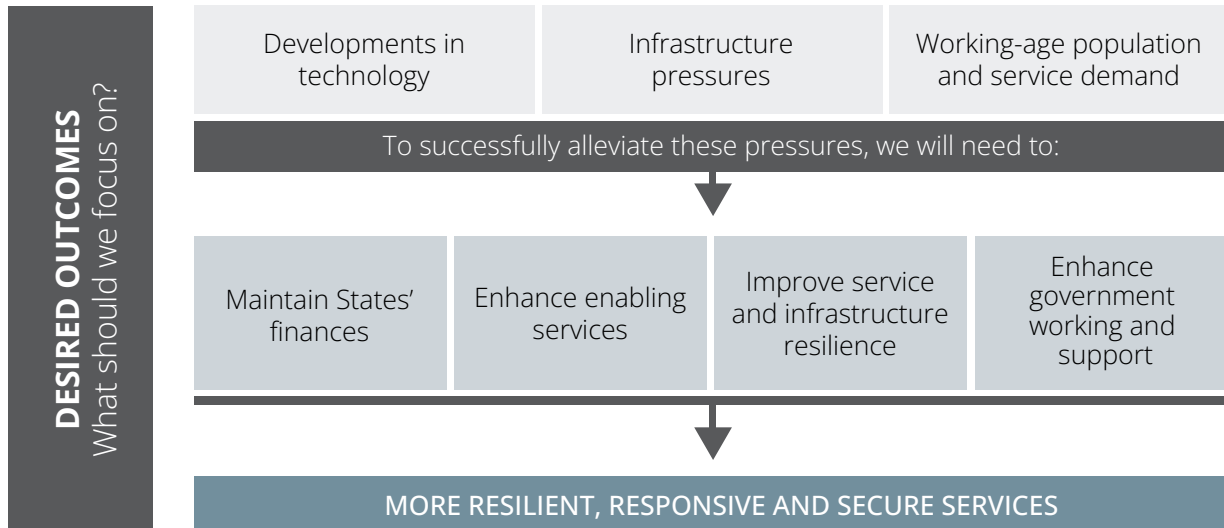 DESIRED OUTCOMES
What should we focus on?
Developments in
technology
Infrastructure
pressures
Working-age population
and service demand
To successfully alleviate these pressures, we will need to:
Maintain States’
finances
Enhance enabling
services
Improve service
and infrastructure
resilience
Enhance
government
working and
support
MORE RESILIENT, RESPONSIVE AND SECURE SERVICES